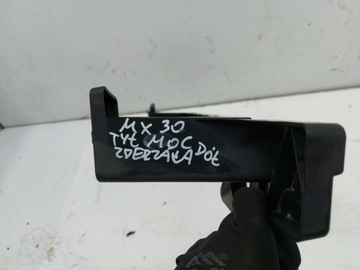 MX 30
TYŁ MOC DÓŁ
ZDERZAKA